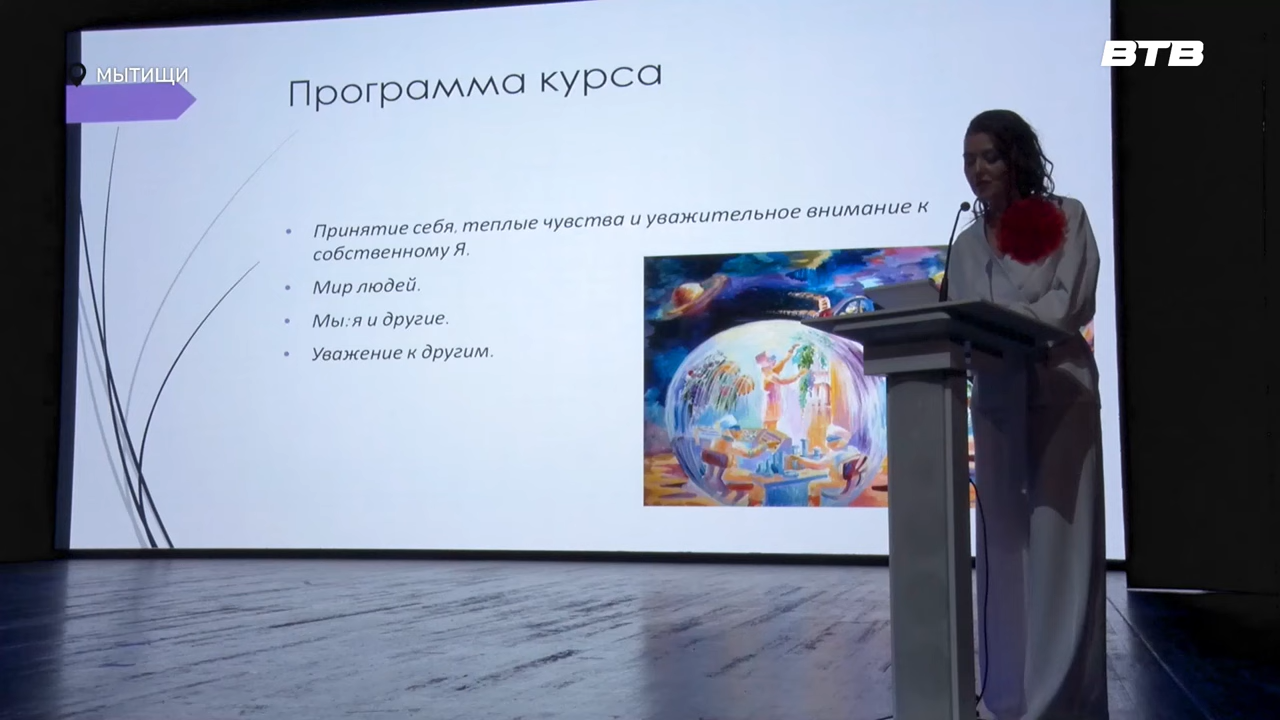 МЫТИЩИ
ВТВ
Программа курса
Принятие себя, теплые чувства и уважительное внимание к
собственному Я.
Мир людей.
Мы:я и другие.
Уважение к другим.